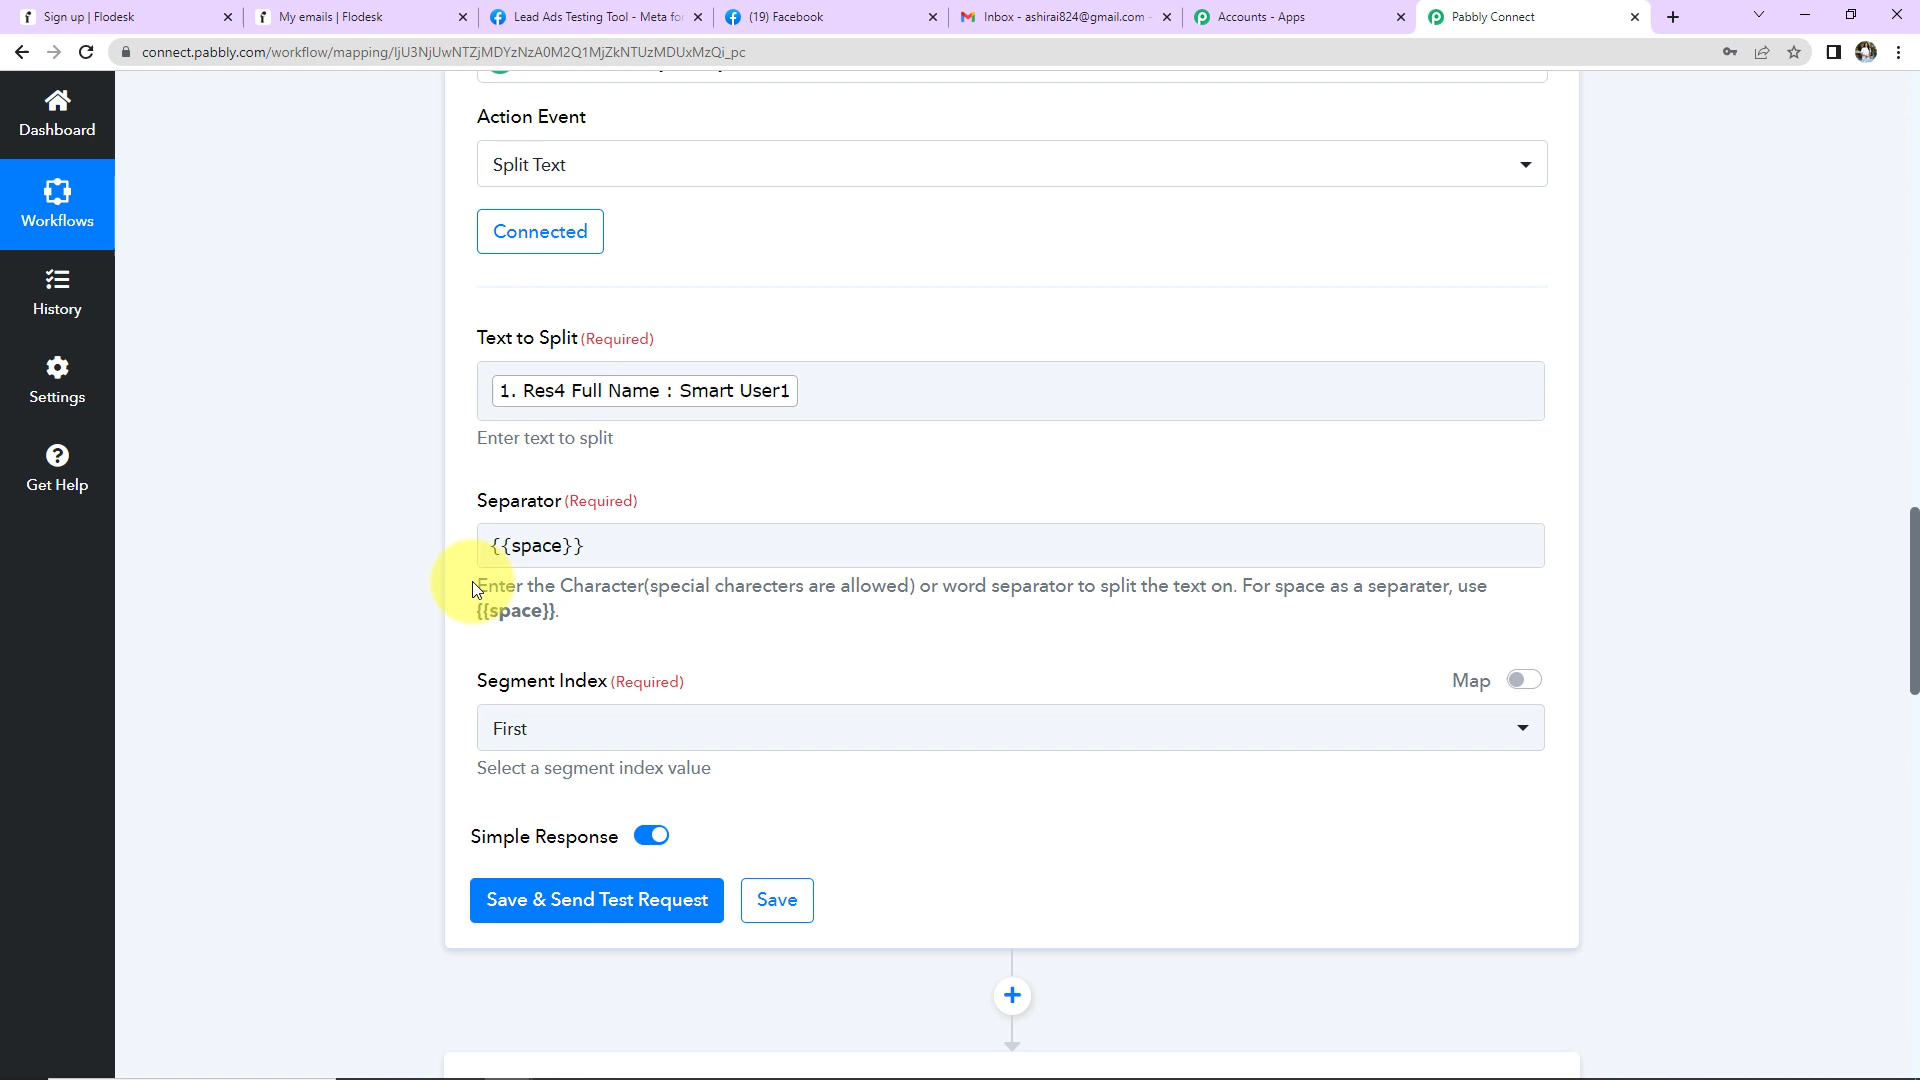 Sign up | Flodesk
My emails | Flodesk
Lead Ads Testing Tool - Meta fo
(19) Facebook
Inbox - ashirai824@gmail.com -
Accounts - Apps
Pabbly Connect
connect.pabbly.com/workflow/mapping/IjU3NjUwNTZjMDYzNzA0M2Q1MjZkNTUzMDUxMzQi_pc
Dashboard
Workflows
History
Settings
Get Help
Action Event
Split Text
Connected
Text to Split (Required)
1. Res4 Full Name : Smart User1
Enter text to split
Separator (Required)
{{space}}
Enter the Character(special charecters are allowed) or word separator to split the text on. For space as a separater, use
{{space}}.
Segment Index (Required)
Map
First
Select a segment index value
Simple Response
Save & Send Test Request
Save